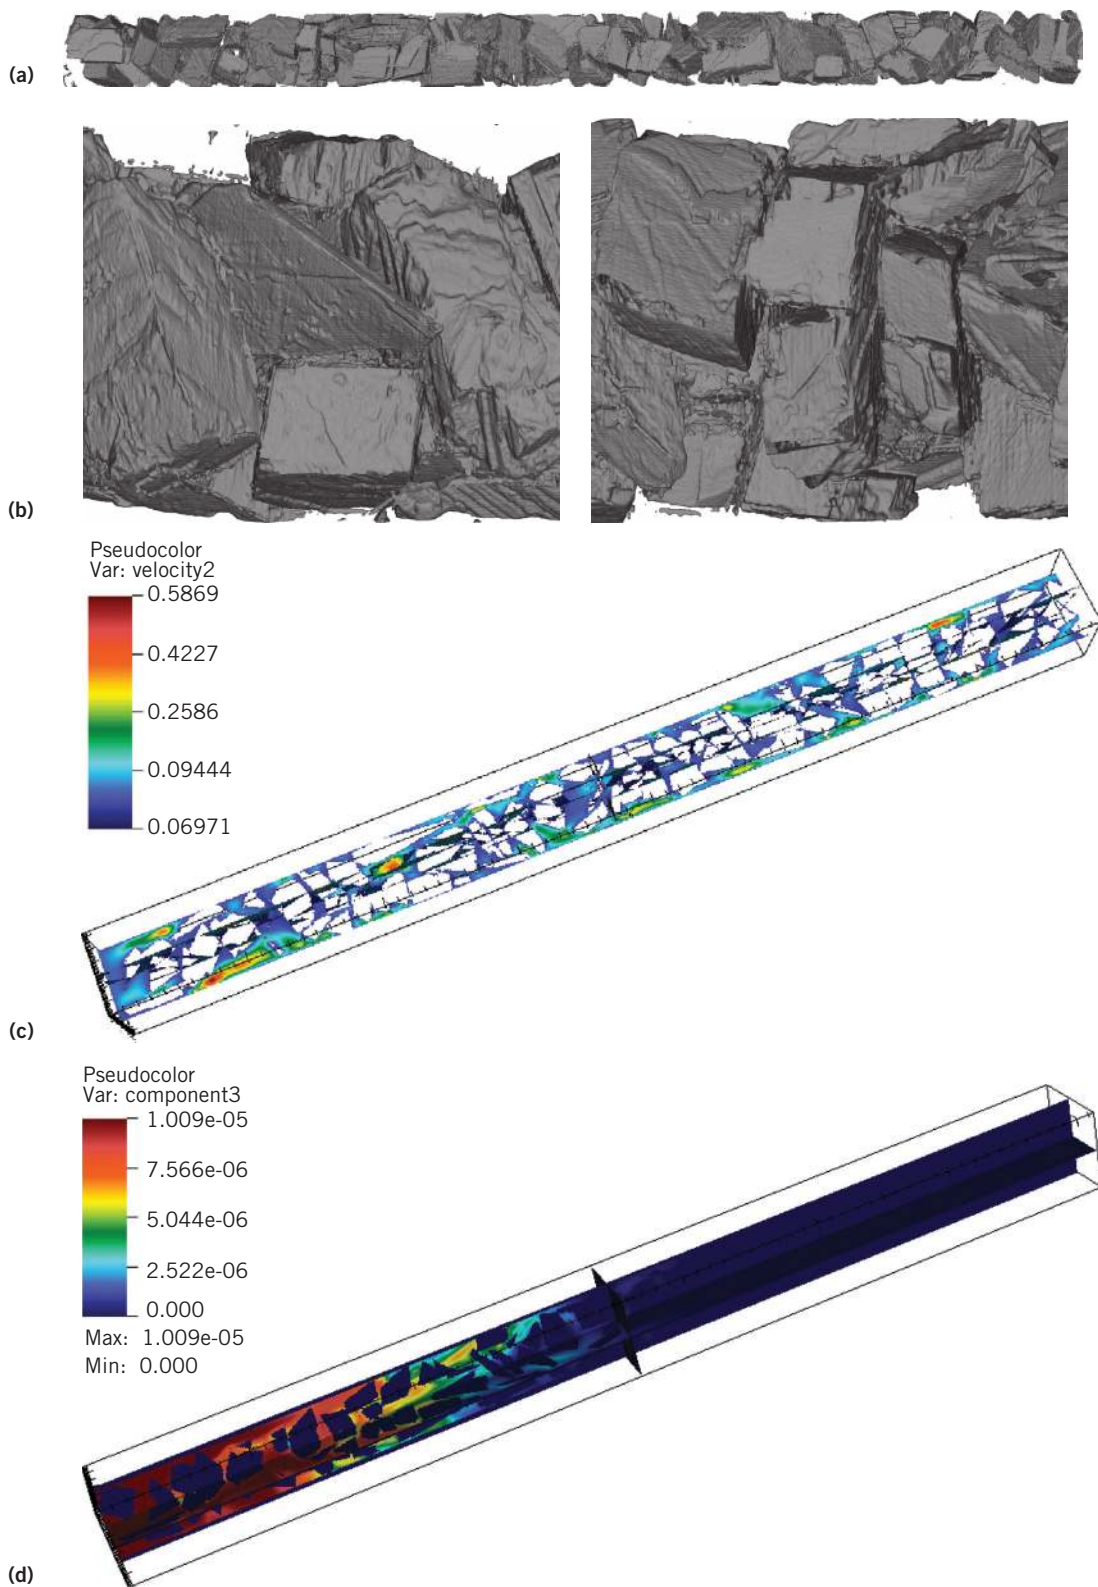 (a)
(b)
Pseudocolor
Var: velocity2
0.5869
0.4227
0.2586
0.09444
0.06971
(c)
Pseudocolor
Var: component3
1.009e-05
7.566e-06
5.044e-06
2.522e-06
0.000
Max: 1.009e-05
Min: 0.000
(d)